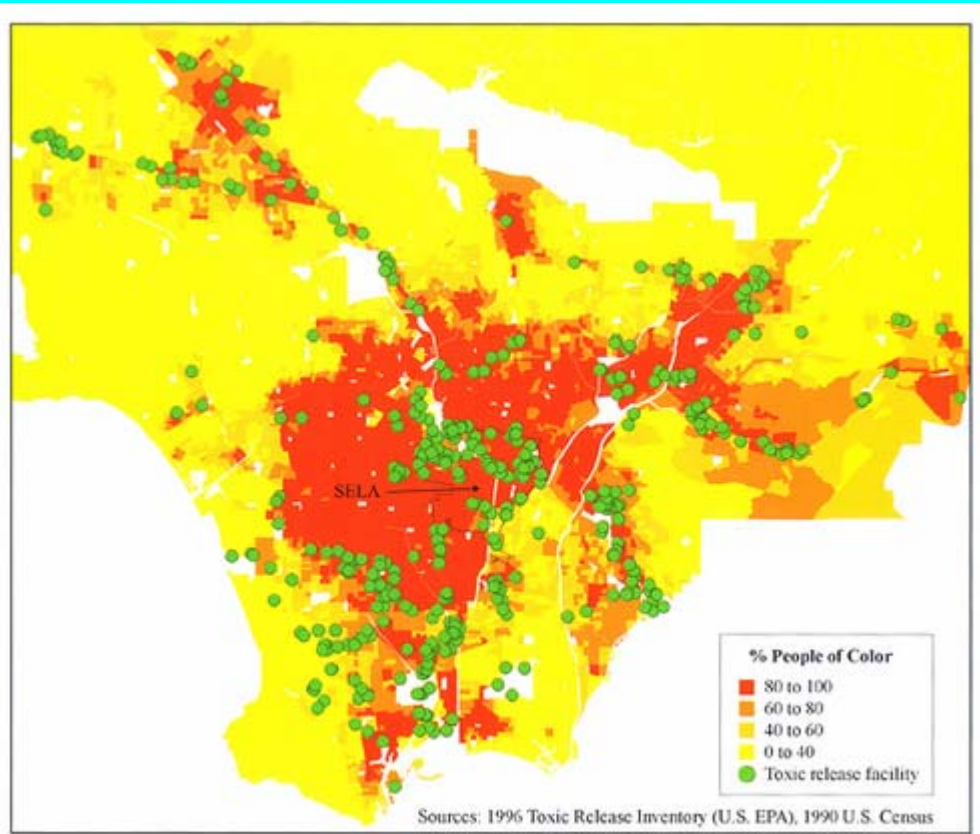 SELA
% People of Color
80 to 100
60 to 80
40 to 60
0 to 40
Toxic release facility
Sources: 1996 Toxic Release Inventory (U.S. EPA), 1990 U.S. Census